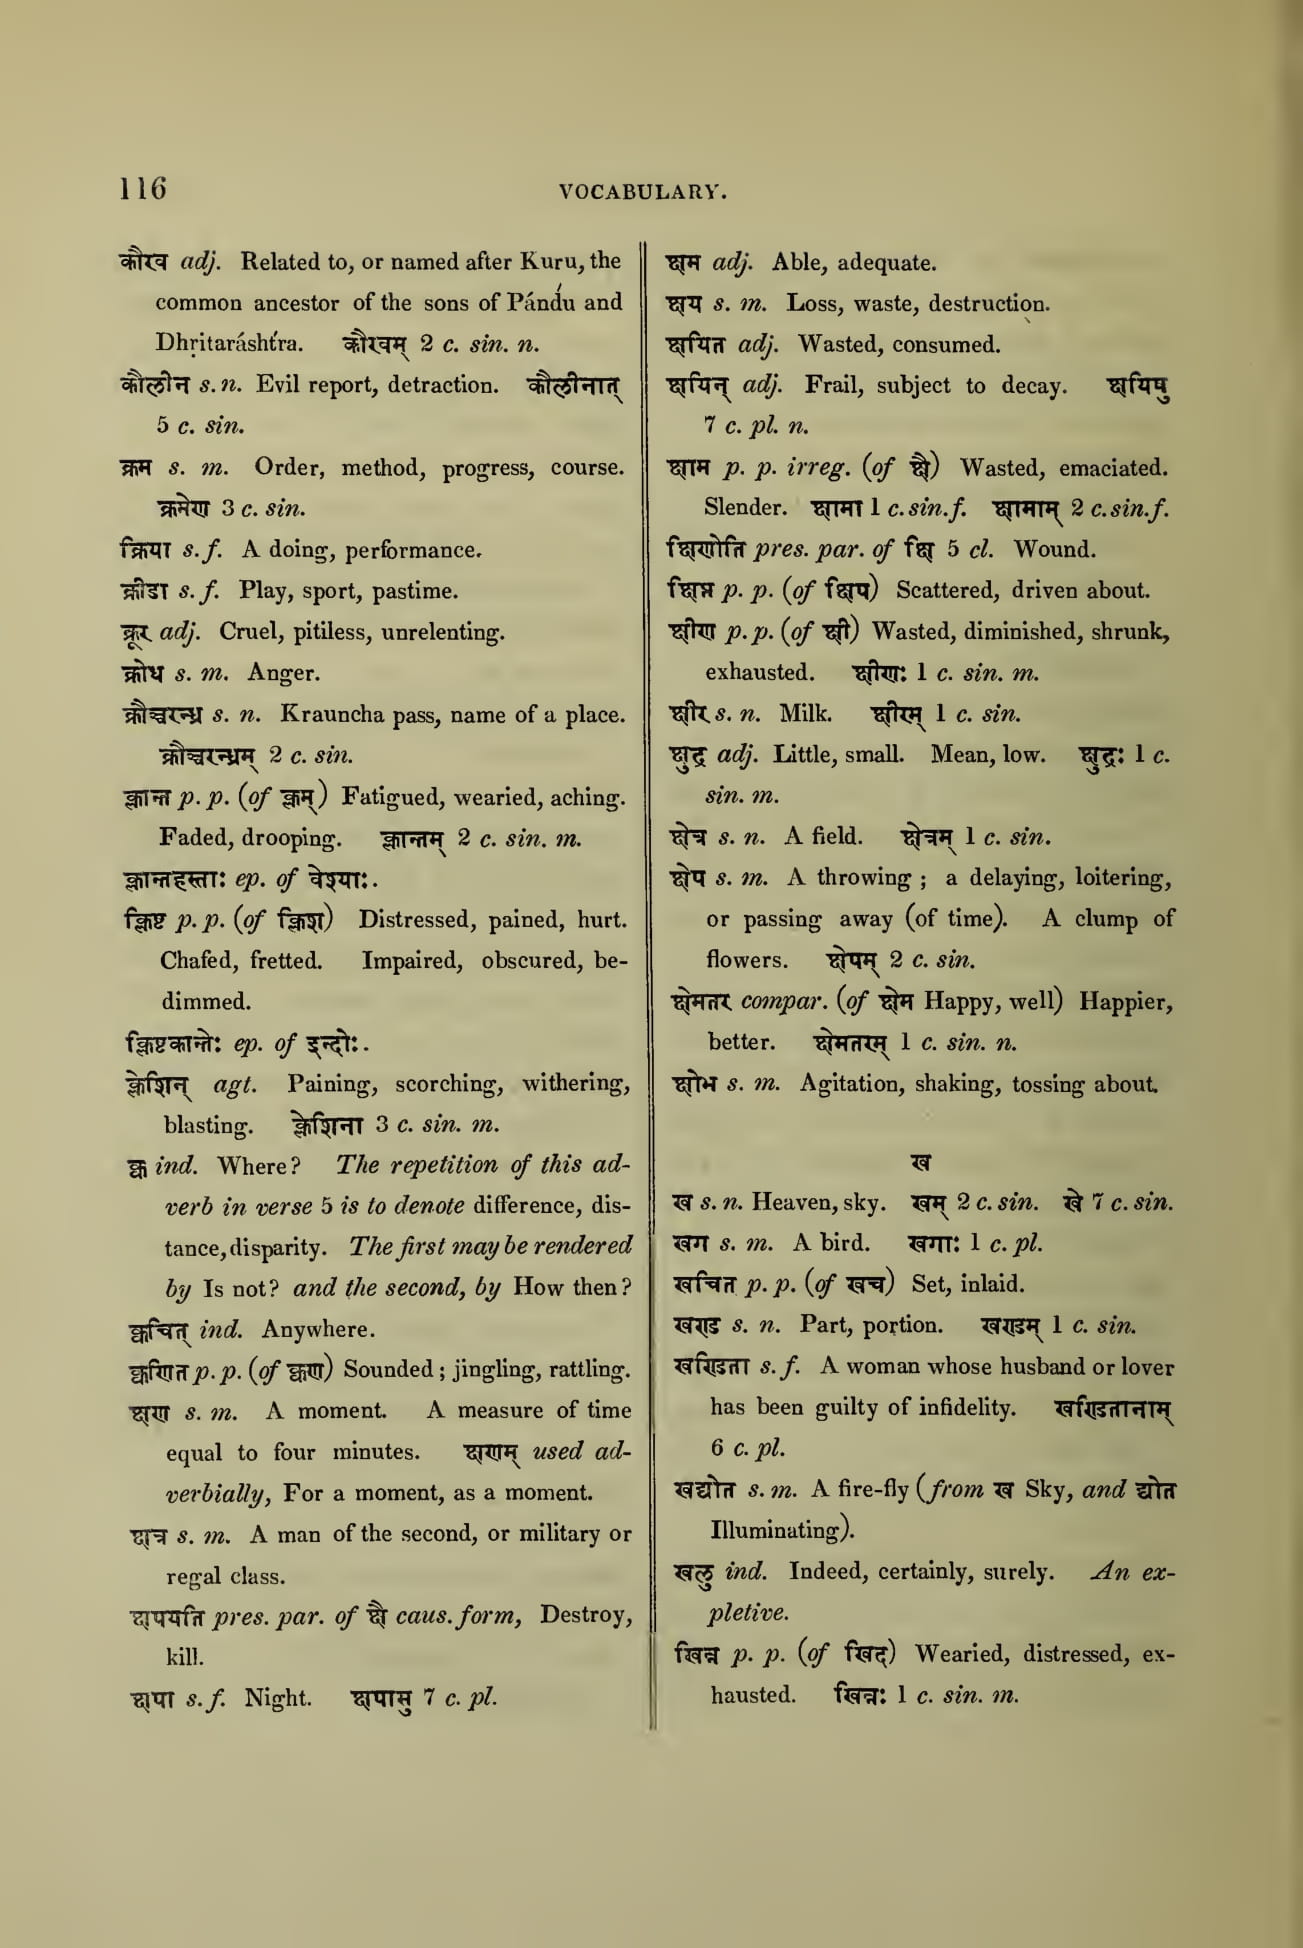 116
VOCABULARY.
कौरव adj. Related to, or named after Kuru, the
common ancestor of the sons of Pánd́u and
Dhṛitaráshtŕa. कौरवम् 2 c. sin. n.
कौलीन s. n. Evil report, detraction. कौलीनात्
5 c. sin.
क्रम s. m. Order, method, progress, course.
क्रमेण 3 c. sin.
क्रिया s. f. A doing, performance.
क्रीडा s. f. Play, sport, pastime.
क्रूर adj. Cruel, pitiless, unrelenting.
क्रोध s. m. Anger.
क्रौञ्चरन्ध्र s. n. Krauncha pass, name of a place.
क्रौञ्चरन्ध्रम् 2 c. sin.
क्लान्त p. p. (of क्लम्) Fatigued, wearied, aching.
Faded, drooping. क्लान्तम् 2 c. sin. m.
क्लान्तहस्ताः ep. of वेश्याः.
क्लिष्ट p. p. (of क्लिश) Distressed, pained, hurt.
Chafed, fretted. Impaired, obscured, be-
dimmed.
क्लिष्टकान्तेः ep. of इन्दोः.
क्लेशिन् agt. Paining, scorching, withering,
blasting. क्लेशिना 3 c. sin. m.
क्व ind. Where? The repetition of this ad-
verb in verse 5 is to denote difference, dis-
tance, disparity. The first may be rendered
by Is not? and the second, by How then?
क्वचित् ind. Anywhere.
क्वणित p. p. (of क्वण) Sounded; jingling, rattling.
क्षण s. m. A moment. A measure of time
equal to four minutes. क्षणम् used ad-
verbially, For a moment, as a moment.
क्षत्र s. m. A man of the second, or military or
regal class.
क्षपयति pres. par. of क्षै caus. form, Destroy,
kill.
क्षपा s. f. Night. क्षपासु 7 c. pl.
क्षम adj. Able, adequate.
क्षय s. m. Loss, waste, destruction.
क्षयित adj. Wasted, consumed.
क्षयिन् adj. Frail, subject to decay. क्षयिषु
7 c. pl. n.
क्षाम p. p. irreg. (of क्षै) Wasted, emaciated.
Slender. क्षामा 1 c. sin. f. क्षामाम् 2 c. sin. f.
क्षिणोति pres. par. of क्षि 5 cl. Wound.
क्षिप्त p. p. (of क्षिप) Scattered, driven about.
क्षीण p. p. (of क्षी) Wasted, diminished, shrunk,
exhausted. क्षीणः 1 c. sin. m.
क्षीर s. n. Milk. क्षीरम् 1 c. sin.
क्षुद्र adj. Little, small. Mean, low. क्षुद्रः 1 c.
sin. m.
क्षेत्र s. n. A field. क्षेत्रम् 1 c. sin.
क्षेप s. m. A throwing; a delaying, loitering,
or passing away (of time). A clump of
flowers. क्षेपम् 2 c. sin.
क्षेमतर compar. (of क्षेम Happy, well) Happier,
better. क्षेमतरम् 1 c. sin. n.
क्षोभ s. m. Agitation, shaking, tossing about.
ख
ख s. n. Heaven, sky. खम् 2 c. sin. खे 7 c. sin.
खग s. m. A bird. खगाः 1 c. pl.
खचित p. p. (of खच) Set, inlaid.
खण्ड s. n. Part, portion. खण्डम् 1 c. sin.
खण्डिता s. f. A woman whose husband or lover
has been guilty of infidelity. खण्डितानाम्
6 c. pl.
खद्योत s. m. A fire-fly (from ख Sky, and द्योत
Illuminating).
खलु ind. Indeed, certainly, surely. An ex-
pletive.
खिन्न p. p. (of खिद) Wearied, distressed, ex-
hausted. खिन्नः 1 c. sin. m.